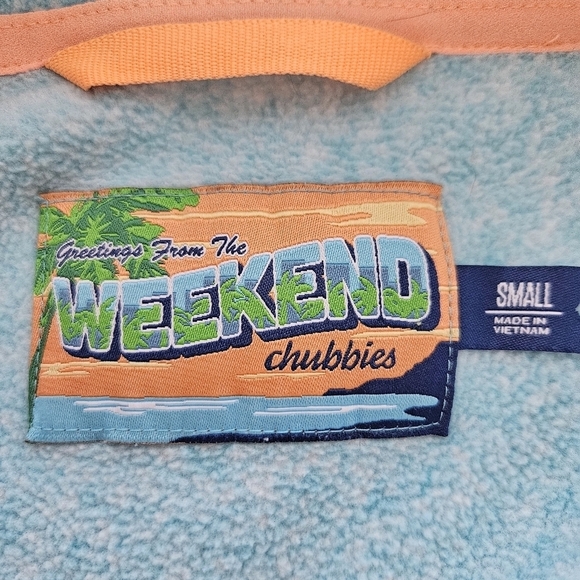 Greetings From The
WEEKEND
chubbies
SMALL
MADE IN
VIETNAM